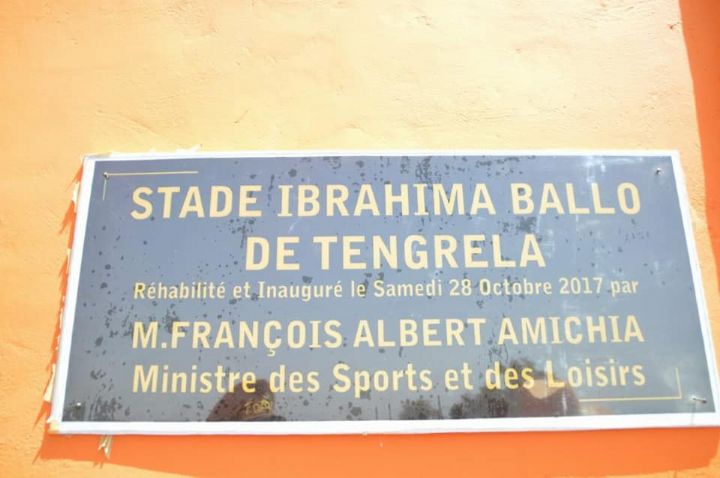 STADE IBRAHIMA BALLO
DE TENGRELA
Réhabilité et Inauguré le Samedi 28 Octobre 2017 par
M.FRANÇOIS ALBERT AMICHIA
Ministre des Sports et des Loisirs